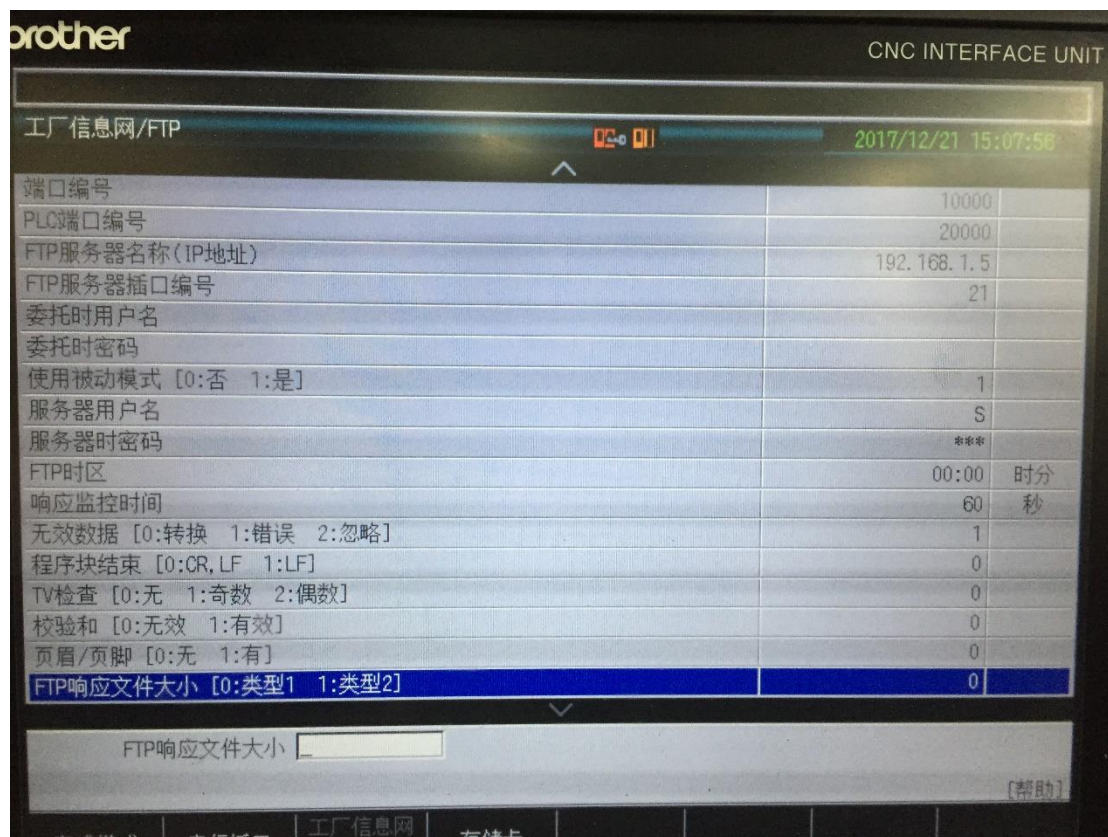 brother
CNC INTERFACE UNIT
工厂信息网/FTP
2017/12/21 15:07:56
端口编号 10000
PLC端口编号 20000
FTP服务器名称(IP地址) 192.168.1.5
FTP服务器插口编号 21
委托时用户名
委托时密码
使用被动模式 [0:否 1:是] 1
服务器用户名 S
服务器时密码 ***
FTP时区 00:00 时分
响应监控时间 60 秒
无效数据 [0:转换 1:错误 2:忽略] 1
程序块结束 [0:CR,LF 1:LF] 0
TV检查 [0:无 1:奇数 2:偶数] 0
校验和 [0:无效 1:有效] 0
页眉/页脚 [0:无 1:有] 0
FTP响应文件大小 [0:类型1 1:类型2] 0
FTP响应文件大小 _
[帮助]
工厂信息网
存储卡